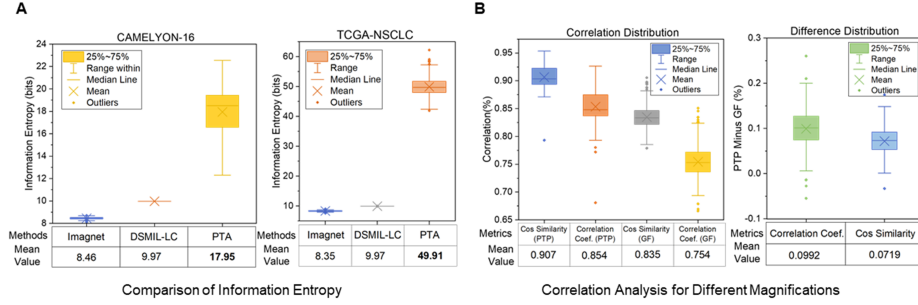 A
CAMELYON-16
Information Entropy (bits)
24
22
20
18
16
14
12
10
8
25%~75%
Range within
Median Line
Mean
Outliers
Methods Imagnet DSMIL-LC PTA
Mean Value 8.46 9.97 17.95
TCGA-NSCLC
Information Entropy (bits)
60
50
40
30
20
10
25%~75%
Range
Median Line
Mean
Outliers
Methods Imagnet DSMIL-LC PTA
Mean Value 8.35 9.97 49.91
Comparison of Information Entropy
B
Correlation Distribution
Correlation(%)
0.95
0.90
0.85
0.80
0.75
0.70
0.65
25%~75%
Range
Median Line
Mean
Outliers
Metrics Cos Similarity (PTP) Correlation Coef. (PTP) Cos Similarity (GF) Correlation Coef. (GF)
Mean Value 0.907 0.854 0.835 0.754
Difference Distribution
PTP Minus GF (%)
0.3
0.2
0.1
0.0
-0.1
25%~75%
Range
Median Line
Mean
Outliers
Metrics Correlation Coef. Cos Similarity
Mean Value 0.0992 0.0719
Correlation Analysis for Different Magnifications